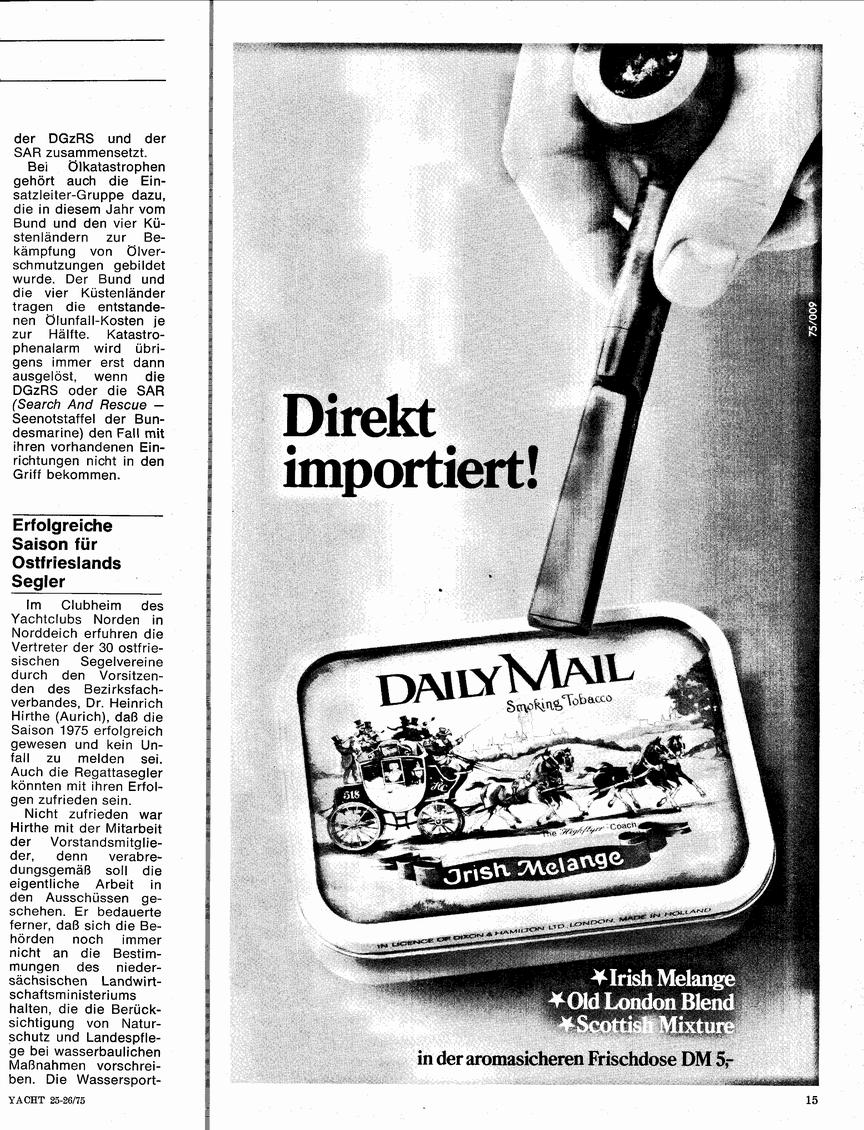 der DGzRS und der
SAR zusammensetzt.
Bei Ölkatastrophen
gehört auch die Ein-
satzleiter-Gruppe dazu,
die in diesem Jahr vom
Bund und den vier Kü-
stenländern zur Be-
kämpfung von Ölver-
schmutzungen gebildet
wurde. Der Bund und
die vier Küstenländer
tragen die entstande-
nen Ölunfall-Kosten je
zur Hälfte. Katastro-
phenalarm wird übri-
gens immer erst dann
ausgelöst, wenn die
DGzRS oder die SAR
(Search And Rescue —
Seenotstaffel der Bun-
desmarine) den Fall mit
ihren vorhandenen Ein-
richtungen nicht in den
Griff bekommen.
Erfolgreiche
Saison für
Ostfrieslands
Segler
Im Clubheim des
Yachtclubs Norden in
Norddeich erfuhren die
Vertreter der 30 ostfrie-
sischen Segelvereine
durch den Vorsitzen-
den des Bezirksfach-
verbandes, Dr. Heinrich
Hirthe (Aurich), daß die
Saison 1975 erfolgreich
gewesen und kein Un-
fall zu melden sei.
Auch die Regattasegler
könnten mit ihren Erfol-
gen zufrieden sein.
Nicht zufrieden war
Hirthe mit der Mitarbeit
der Vorstandsmitglie-
der, denn verabre-
dungsgemäß soll die
eigentliche Arbeit in
den Ausschüssen ge-
schehen. Er bedauerte
ferner, daß sich die Be-
hörden noch immer
nicht an die Bestim-
mungen des nieder-
sächsischen Landwirt-
schaftsministeriums
halten, die die Berück-
sichtigung von Natur-
schutz und Landespfle-
ge bei wasserbaulichen
Maßnahmen vorschrei-
ben. Die Wassersport-
YACHT 25-26/75
75/009
Direkt
importiert!
DAILY MAIL
Smoking Tobacco
518
HC
The Highflyer Coach
Irish Melange
IN LICENCE OF DIXON & HAMILTON LTD. LONDON. MADE IN HOLLAND
★Irish Melange
★Old London Blend
★Scottish Mixture
in der aromasicheren Frischdose DM 5,-
15